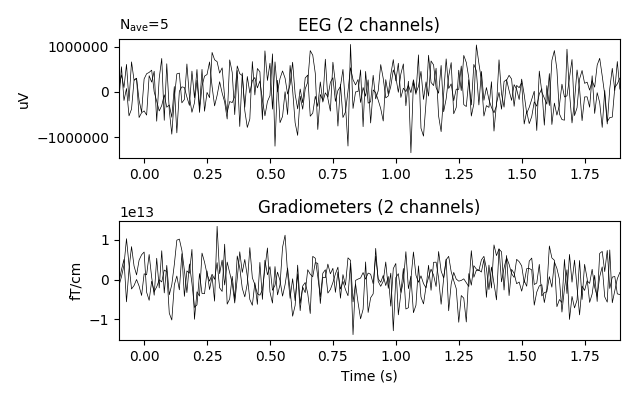 N_ave=5
EEG (2 channels)
1000000
0
−1000000
uV
0.00 0.25 0.50 0.75 1.00 1.25 1.50 1.75
1e13
Gradiometers (2 channels)
1
0
−1
fT/cm
0.00 0.25 0.50 0.75 1.00 1.25 1.50 1.75
Time (s)